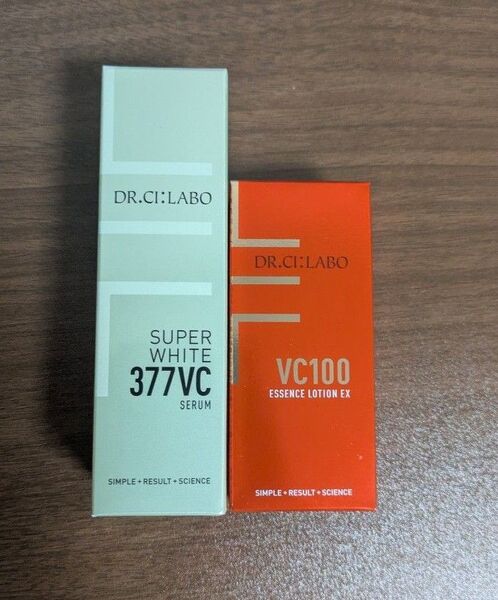 DR.CI:LABO
SUPER
WHITE
377VC
SERUM
SIMPLE + RESULT + SCIENCE
DR.CI:LABO
VC100
ESSENCE LOTION EX
SIMPLE + RESULT + SCIENCE